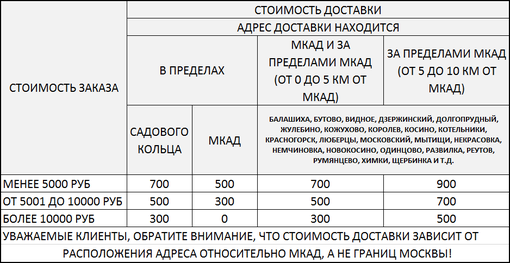 СТОИМОСТЬ ДОСТАВКИ
АДРЕС ДОСТАВКИ НАХОДИТСЯ
СТОИМОСТЬ ЗАКАЗА
В ПРЕДЕЛАХ
МКАД И ЗА
ПРЕДЕЛАМИ МКАД
(ОТ 0 ДО 5 КМ ОТ
МКАД)
ЗА ПРЕДЕЛАМИ МКАД
(ОТ 5 ДО 10 КМ ОТ
МКАД)
САДОВОГО
КОЛЬЦА
МКАД
БАЛАШИХА, БУТОВО, ВИДНОЕ, ДЗЕРЖИНСКИЙ, ДОЛГОПРУДНЫЙ,
ЖУЛЕБИНО, КОЖУХОВО, КОРОЛЕВ, КОСИНО, КОТЕЛЬНИКИ,
КРАСНОГОРСК, ЛЮБЕРЦЫ, МОСКОВСКИЙ, МЫТИЩИ, НЕКРАСОВКА,
НЕМЧИНОВКА, НОВОКОСИНО, ОДИНЦОВО, РАЗВИЛКА, РЕУТОВ,
РУМЯНЦЕВО, ХИМКИ, ЩЕРБИНКА И Т.Д.
МЕНЕЕ 5000 РУБ 700 500 700 900
ОТ 5001 ДО 10000 РУБ 500 300 500 700
БОЛЕЕ 10000 РУБ 300 0 300 500
УВАЖАЕМЫЕ КЛИЕНТЫ, ОБРАТИТЕ ВНИМАНИЕ, ЧТО СТОИМОСТЬ ДОСТАВКИ ЗАВИСИТ ОТ
РАСПОЛОЖЕНИЯ АДРЕСА ОТНОСИТЕЛЬНО МКАД, А НЕ ГРАНИЦ МОСКВЫ!